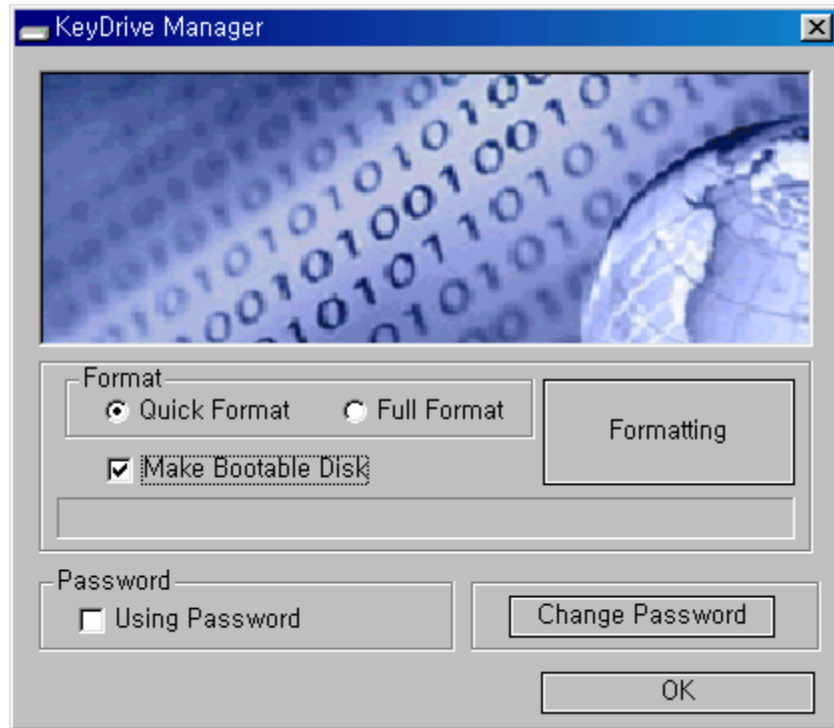 KeyDrive Manager
Format
Quick Format Full Format
Formatting
Make Bootable Disk
Password
Using Password
Change Password
OK